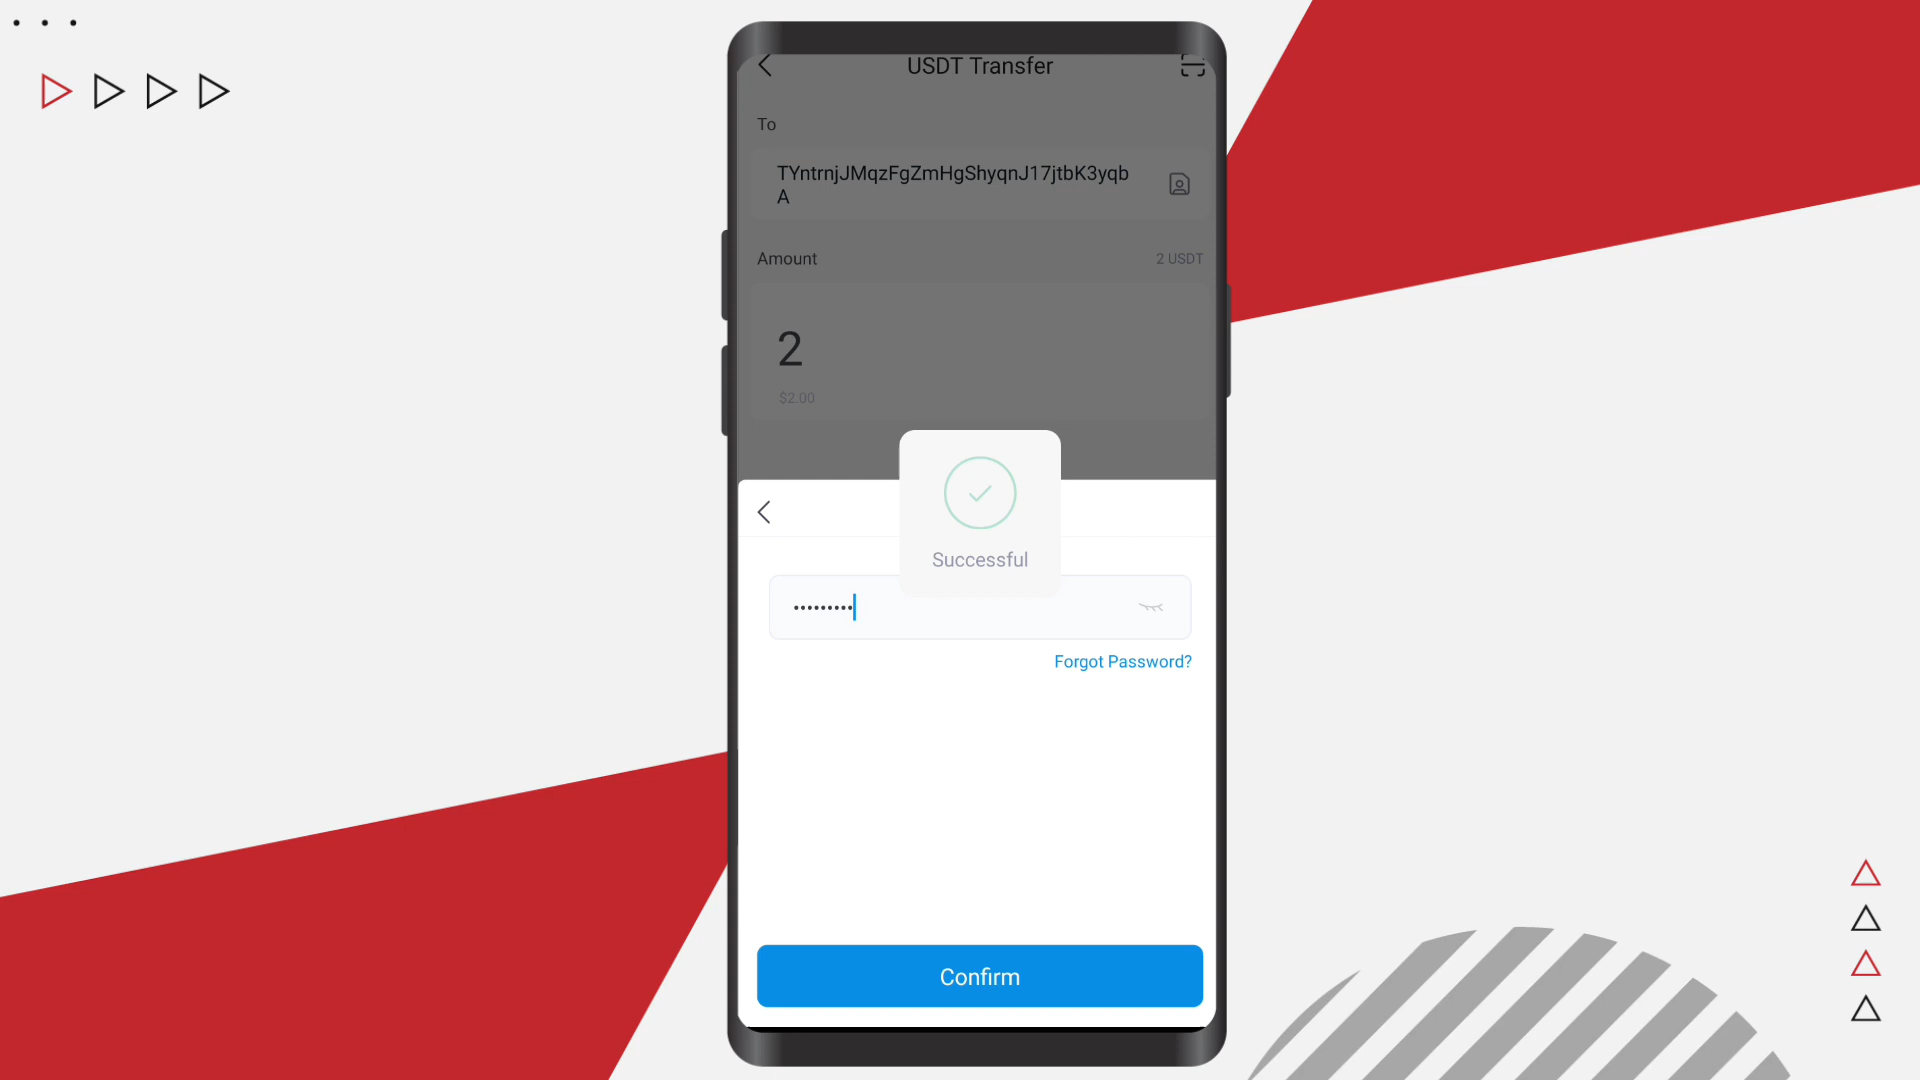 USDT Transfer
To
TYntrnjJMqzFgZmHgShyqnJ17jtbK3yqb
A
Amount
2 USDT
2
$2.00
Successful
•••••••••
Forgot Password?
Confirm